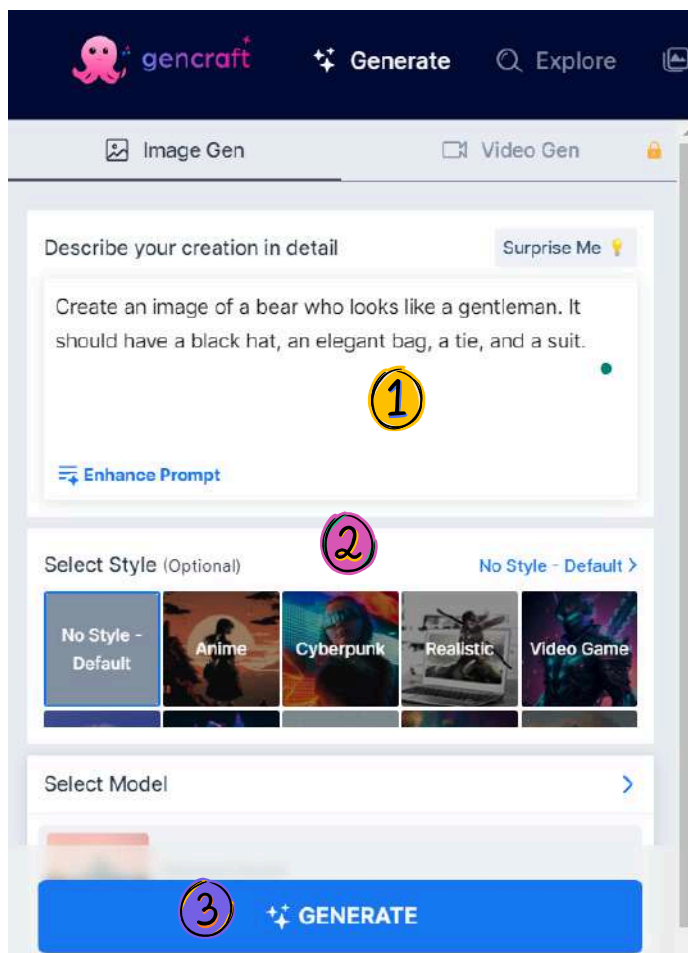 gencraft
Generate
Explore
Image Gen
Video Gen
Describe your creation in detail
Surprise Me
Create an image of a bear who looks like a gentleman. It
should have a black hat, an elegant bag, a tie, and a suit.
1
Enhance Prompt
2
Select Style (Optional)
No Style - Default >
No Style -
Default
Anime
Cyberpunk
Realistic
Video Game
Select Model
3
GENERATE